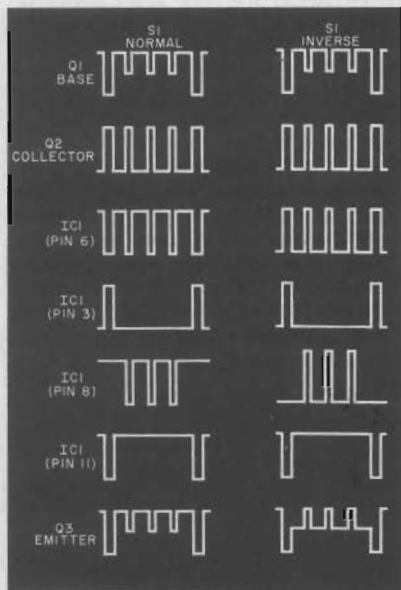 S1
NORMAL
S1
INVERSE
Q1
BASE
Q2
COLLECTOR
IC1
(PIN 6)
IC1
(PIN 3)
IC1
(PIN 8)
IC1
(PIN 11)
Q3
EMITTER